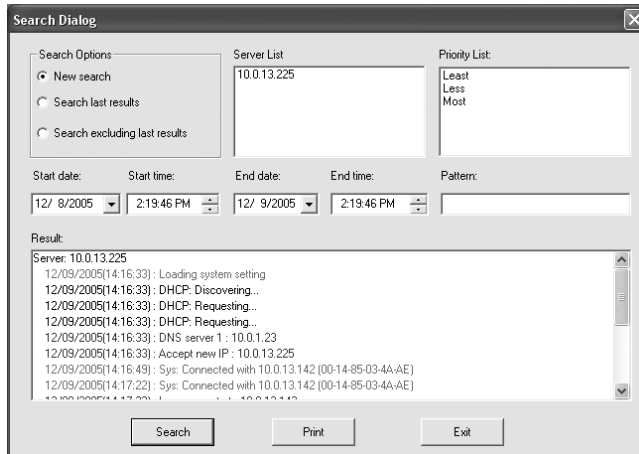 Search Dialog
Search Options
New search
Search last results
Search excluding last results
Server List
10.0.13.225
Priority List:
Least
Less
Most
Start date:
Start time:
End date:
End time:
Pattern:
12/ 8/2005
2:19:46 PM
12/ 9/2005
2:19:46 PM
Result:
Server: 10.0.13.225
12/09/2005(14:16:33) : Loading system setting
12/09/2005(14:16:33) : DHCP: Discovering...
12/09/2005(14:16:33) : DHCP: Requesting...
12/09/2005(14:16:33) : DHCP: Requesting...
12/09/2005(14:16:33) : DNS server 1 : 10.0.1.23
12/09/2005(14:16:33) : Accept new IP : 10.0.13.225
12/09/2005(14:16:49) : Sys: Connected with 10.0.13.142 (00-14-85-03-4A-AE)
12/09/2005(14:17:22) : Sys: Connected with 10.0.13.142 (00-14-85-03-4A-AE)
Search
Print
Exit